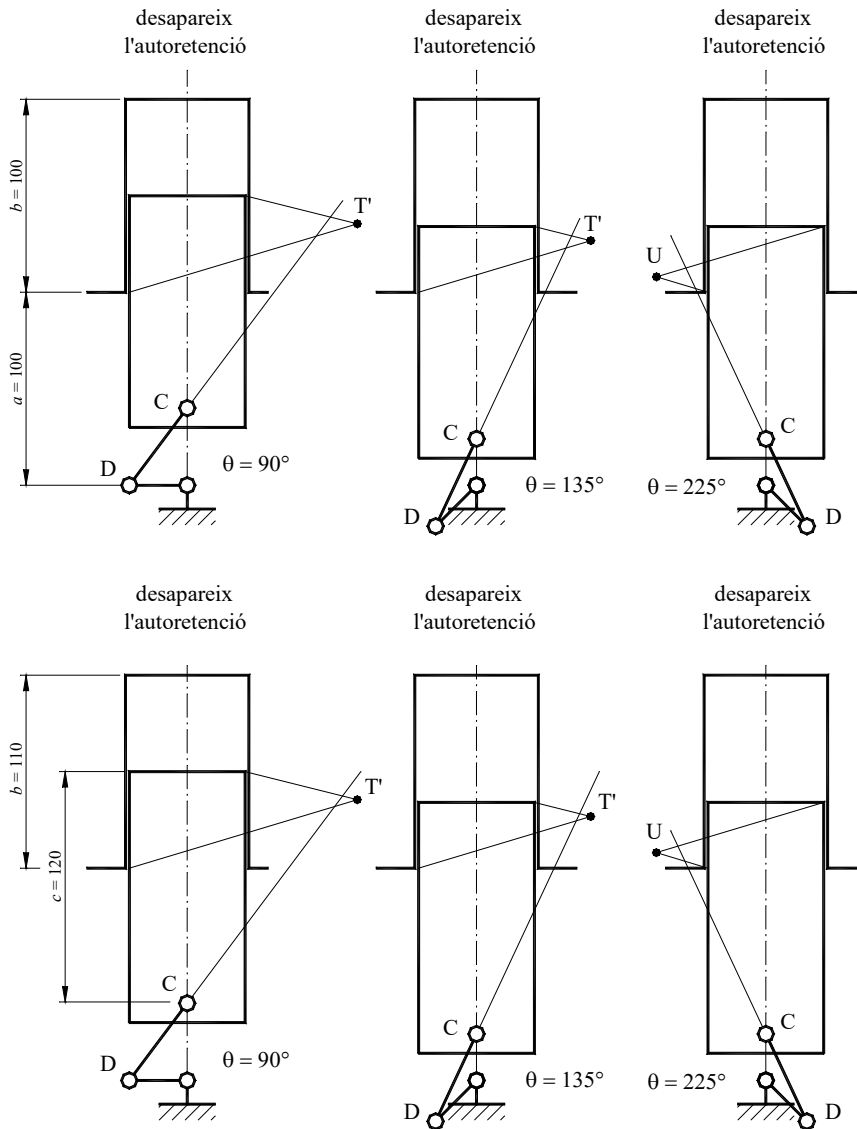 desapareix
l'autoretenció
desapareix
l'autoretenció
desapareix
l'autoretenció
b = 100
a = 100
T'
C
D
θ = 90°
T'
C
D
θ = 135°
U
C
D
θ = 225°
desapareix
l'autoretenció
desapareix
l'autoretenció
desapareix
l'autoretenció
b = 110
c = 120
T'
C
D
θ = 90°
T'
C
D
θ = 135°
U
C
D
θ = 225°